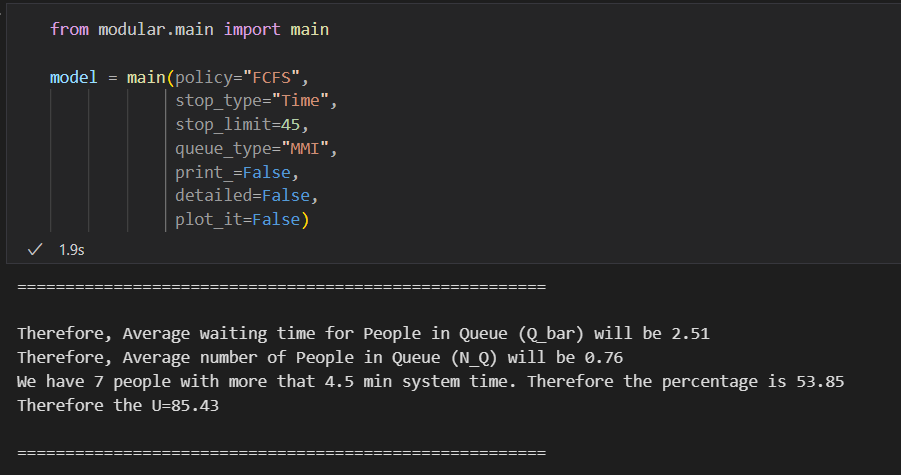 from modular.main import main
model = main(policy="FCFS",
stop_type="Time",
stop_limit=45,
queue_type="MMI",
print_=False,
detailed=False,
plot_it=False)
✓ 1.9s
=======================================================
Therefore, Average waiting time for People in Queue (Q_bar) will be 2.51
Therefore, Average number of People in Queue (N_Q) will be 0.76
We have 7 people with more that 4.5 min system time. Therefore the percentage is 53.85
Therefore the U=85.43
=======================================================